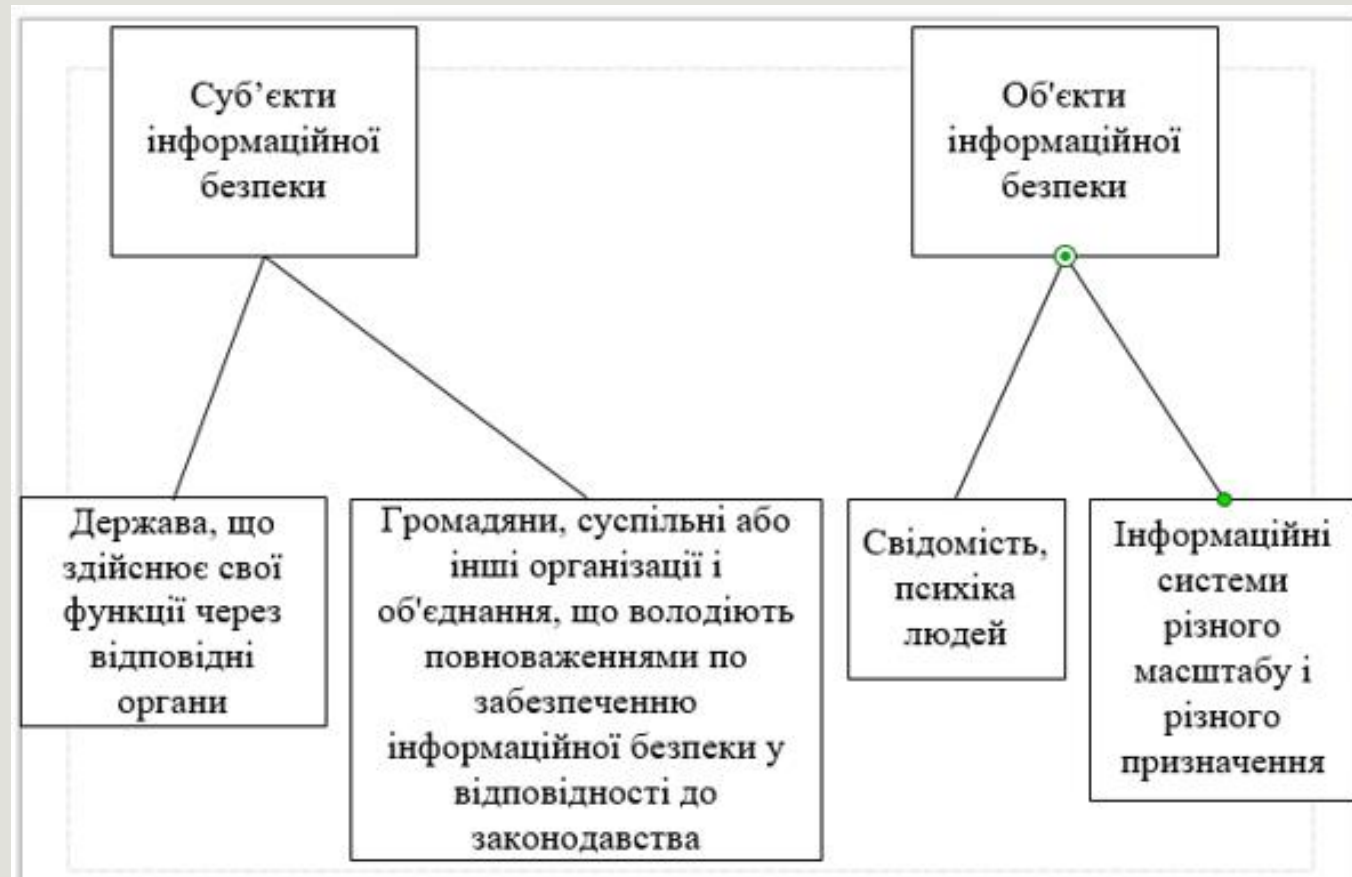 Суб’єкти
інформаційної
безпеки
Об'єкти
інформаційної
безпеки
Держава, що
здійснює свої
функції через
відповідні
органи
Громадяни, суспільні або
інші організації і
об'єднання, що володіють
повноваженнями по
забезпеченню
інформаційної безпеки у
відповідності до
законодавства
Свідомість,
психіка
людей
Інформаційні
системи
різного
масштабу і
різного
призначення